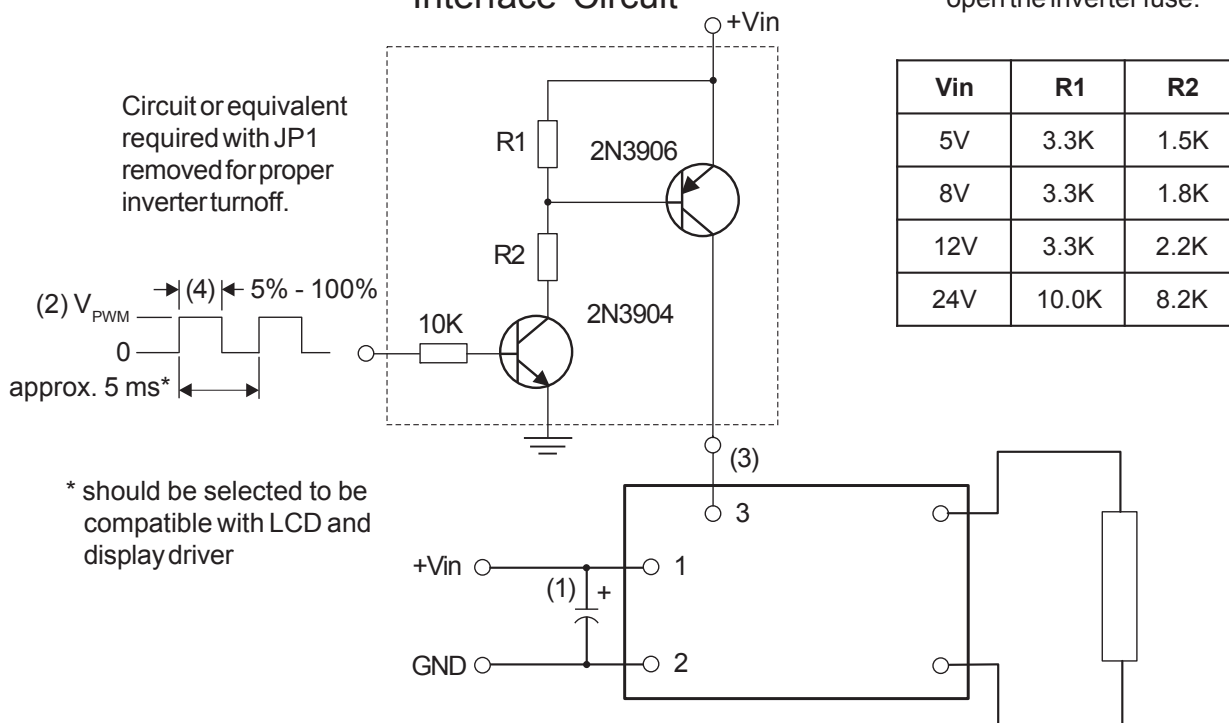 Interface Circuit
open the inverter fuse.
+Vin
Circuit or equivalent
required with JP1
removed for proper
inverter turnoff.
R1
2N3906
R2
2N3904
10K
(2) VPWM
(4)
5% - 100%
0
approx. 5 ms*
Vin R1 R2
5V 3.3K 1.5K
8V 3.3K 1.8K
12V 3.3K 2.2K
24V 10.0K 8.2K
* should be selected to be
compatible with LCD and
display driver
(3)
3
+Vin
(1)
+
1
GND
2